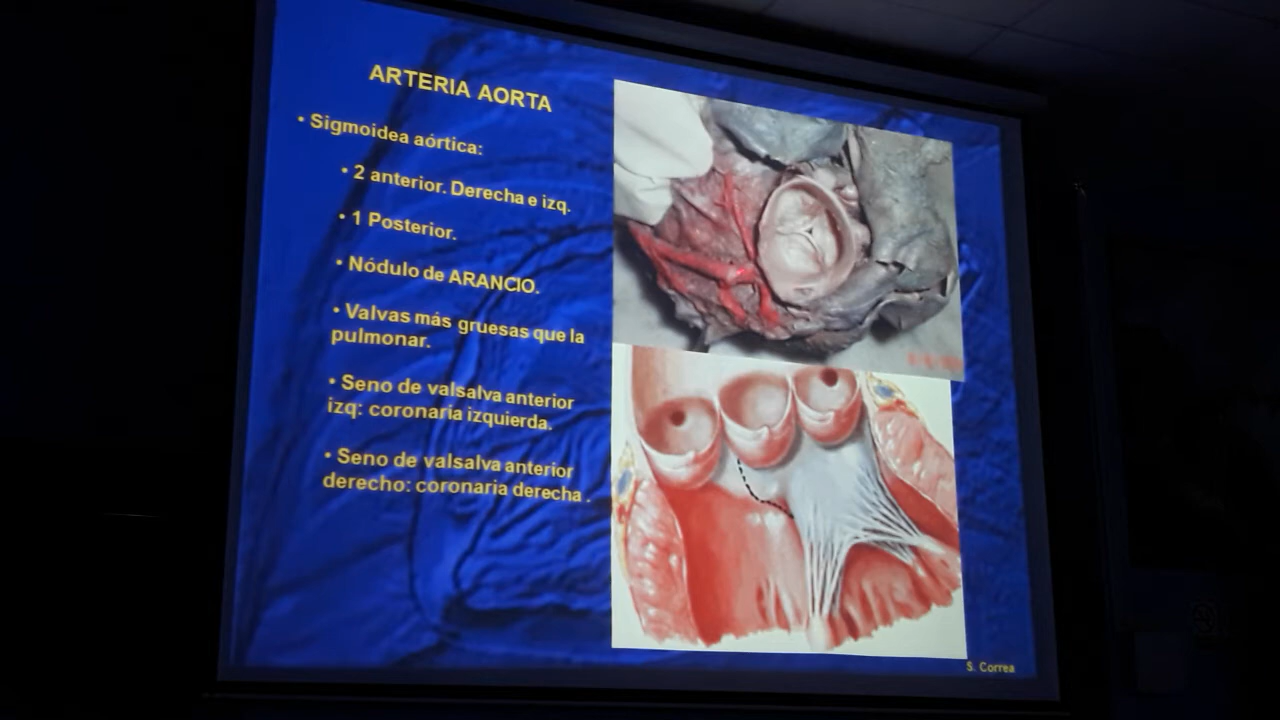 ARTERIA AORTA
• Sigmoidea aórtica:
• 2 anterior. Derecha e izq.
• 1 Posterior.
• Nódulo de ARANCIO.
• Valvas más gruesas que la
pulmonar.
• Seno de valsalva anterior
izq: coronaria izquierda.
• Seno de valsalva anterior
derecho: coronaria derecha .
S. Correa